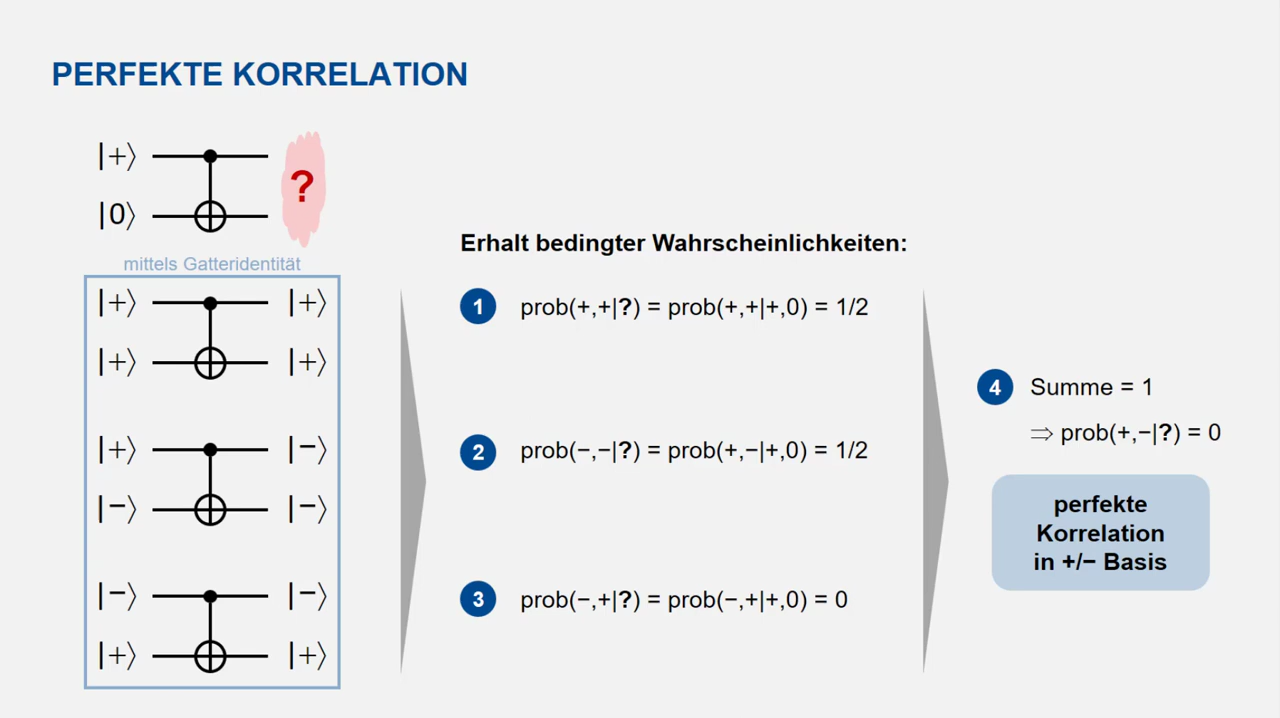 PERFEKTE KORRELATION
|+⟩
|0⟩
?
mittels Gatteridentität
|+⟩ |+⟩
|+⟩ |+⟩
|+⟩ |−⟩
|−⟩ |−⟩
|−⟩ |−⟩
|+⟩ |+⟩
Erhalt bedingter Wahrscheinlichkeiten:
1 prob(+,+|?) = prob(+,+|+,0) = 1/2
2 prob(−,−|?) = prob(+,−|+,0) = 1/2
3 prob(−,+|?) = prob(−,+|+,0) = 0
4 Summe = 1
⇒ prob(+,−|?) = 0
perfekte
Korrelation
in +/− Basis